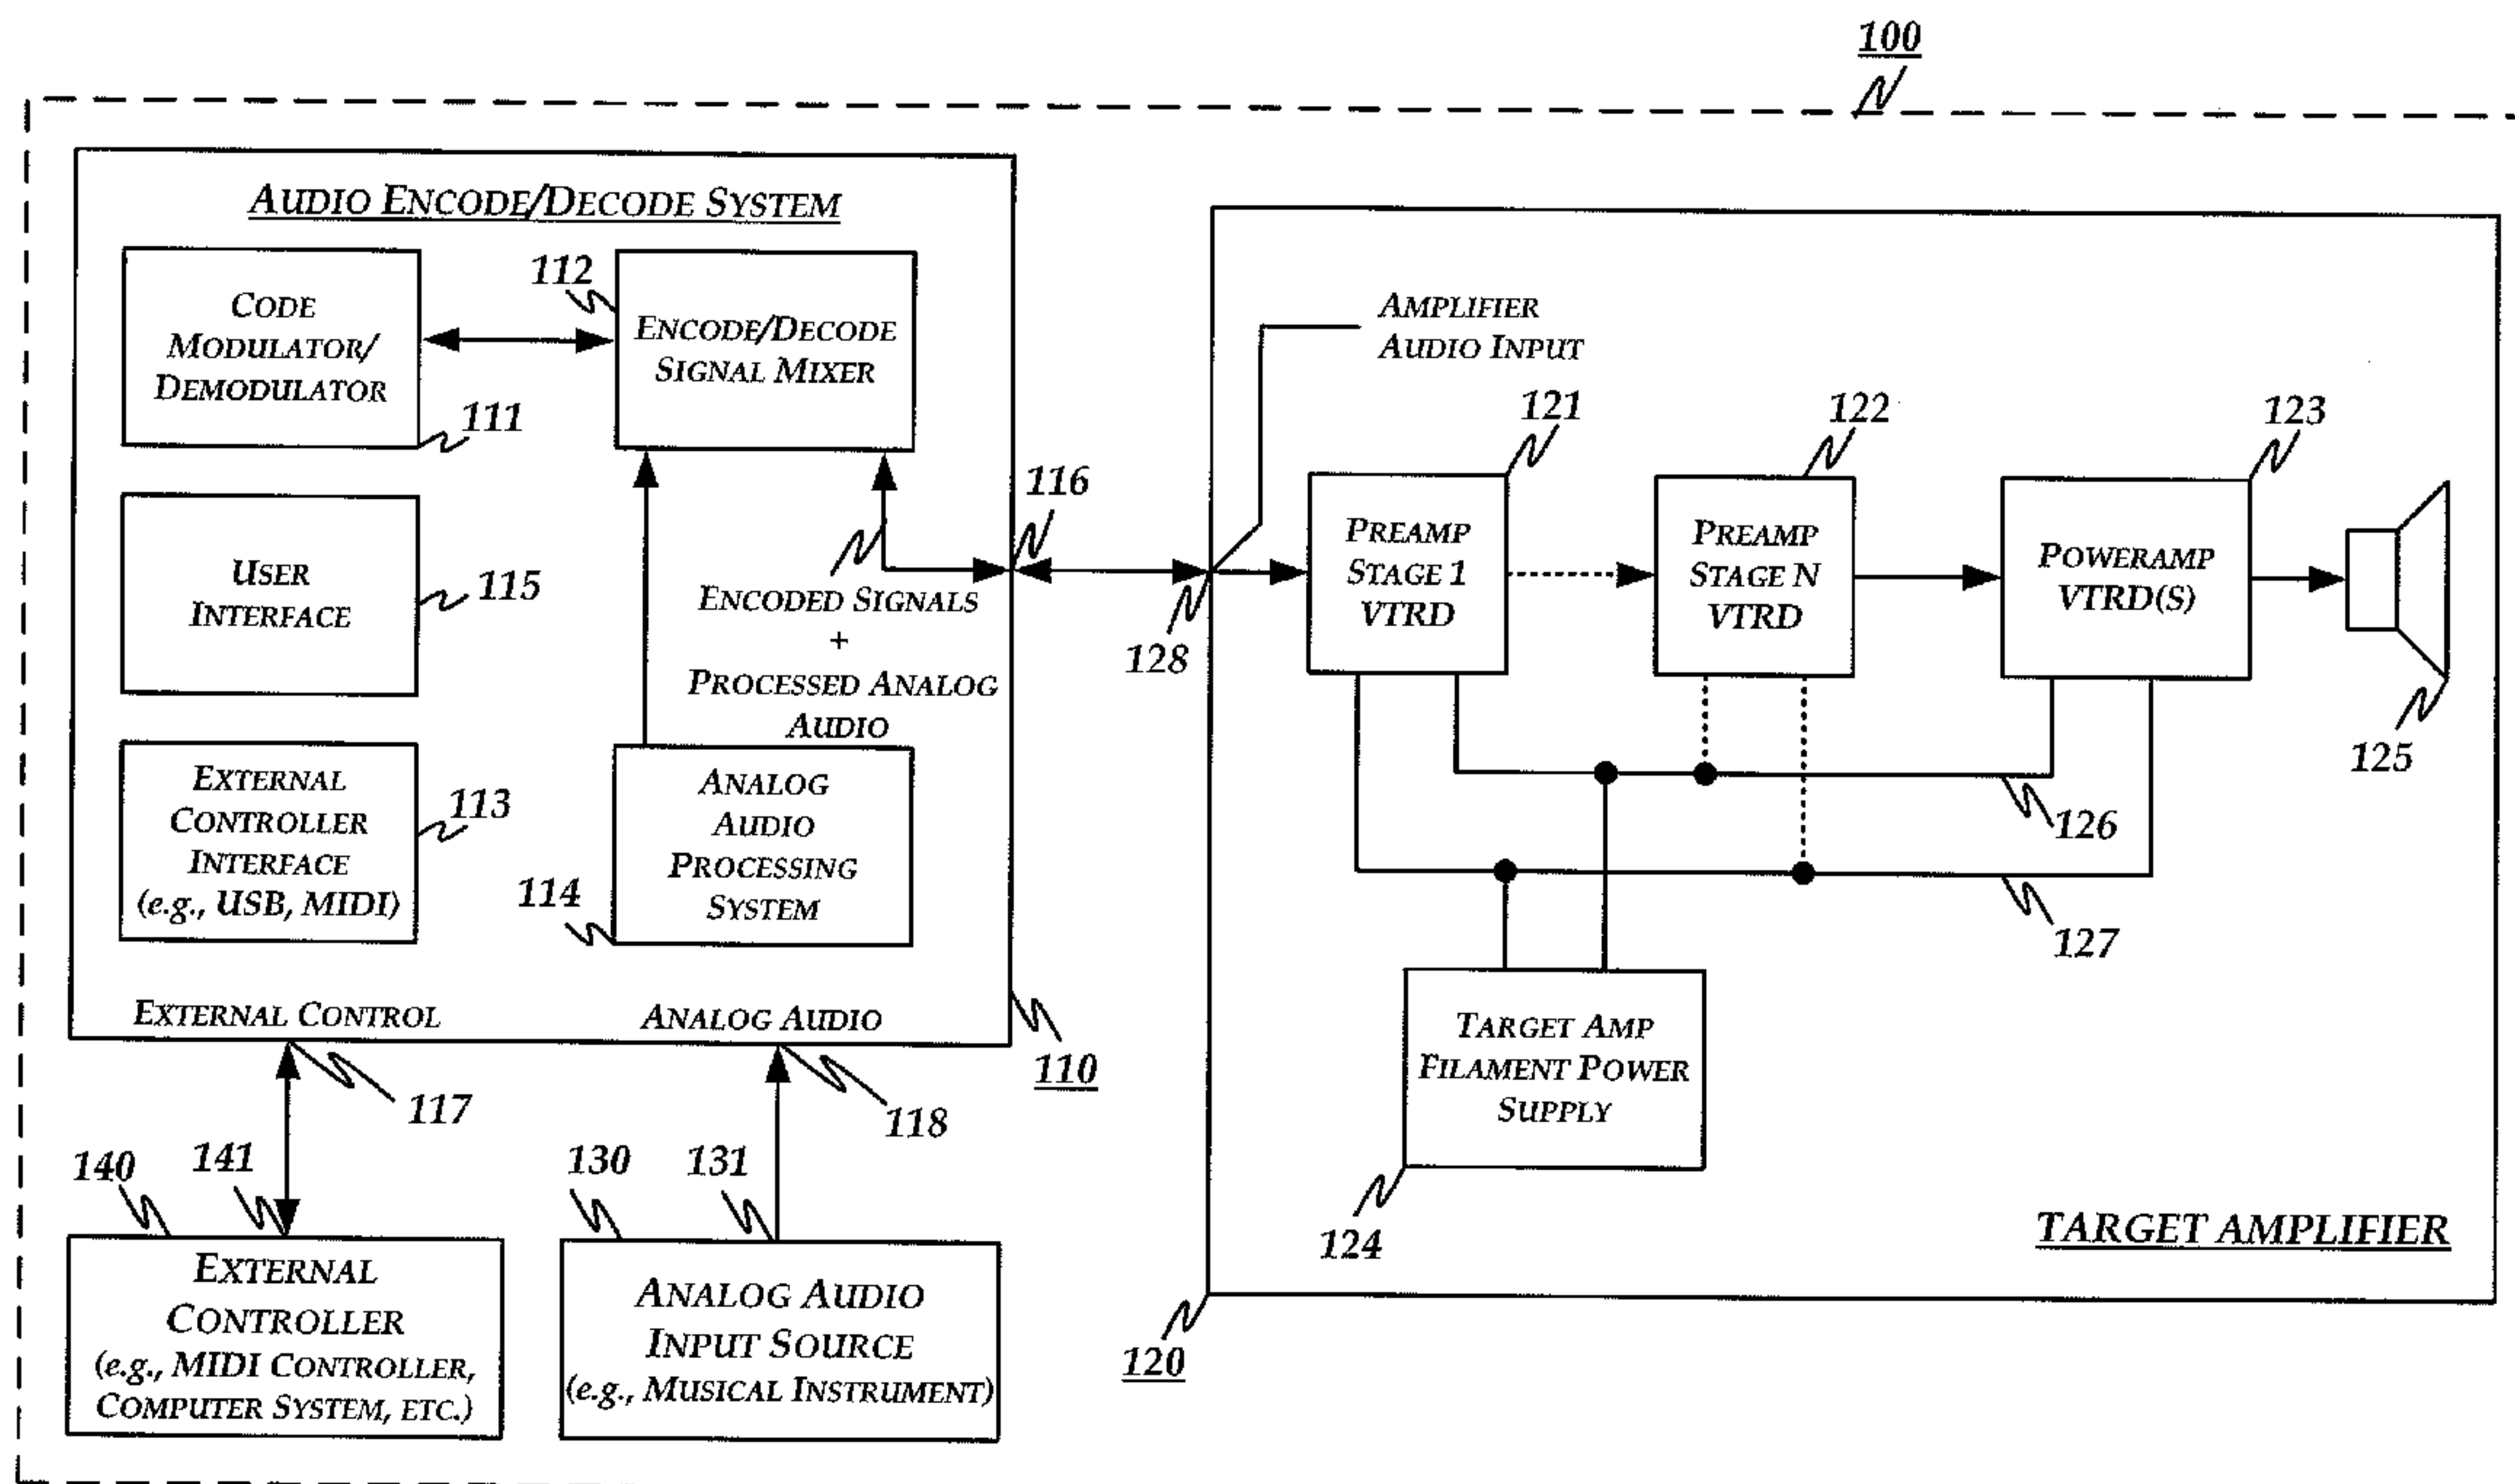 100
AUDIO ENCODE/DECODE SYSTEM
CODE
MODULATOR/
DEMODULATOR
111
112
ENCODE/DECODE
SIGNAL MIXER
USER
INTERFACE
115
116
ENCODED SIGNALS
+
PROCESSED ANALOG
AUDIO
EXTERNAL
CONTROLLER
INTERFACE
(e.g., USB, MIDI)
113
ANALOG
AUDIO
PROCESSING
SYSTEM
114
EXTERNAL CONTROL
ANALOG AUDIO
110
117
118
140
141
130
131
EXTERNAL
CONTROLLER
(e.g., MIDI CONTROLLER,
COMPUTER SYSTEM, ETC.)
ANALOG AUDIO
INPUT SOURCE
(e.g., MUSICAL INSTRUMENT)
AMPLIFIER
AUDIO INPUT
128
121
PREAMP
STAGE 1
VTRD
122
PREAMP
STAGE N
VTRD
123
POWERAMP
VTRD(S)
125
126
127
TARGET AMP
FILAMENT POWER
SUPPLY
124
TARGET AMPLIFIER
120